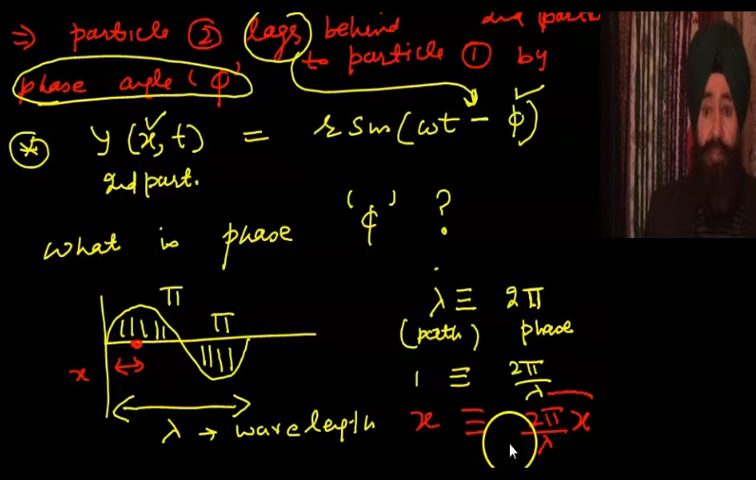 ⇒ particle ② lags behind 2nd part
to particle ① by
phase angle 'φ'
* y (x, t) = r Sin (ωt - φ)
2nd part.
What is phase 'φ' ?
π
π
x
λ → wavelength
λ ≡ 2π
(path) phase
1 ≡ 2π/λ
x ≡ 2π/λ x